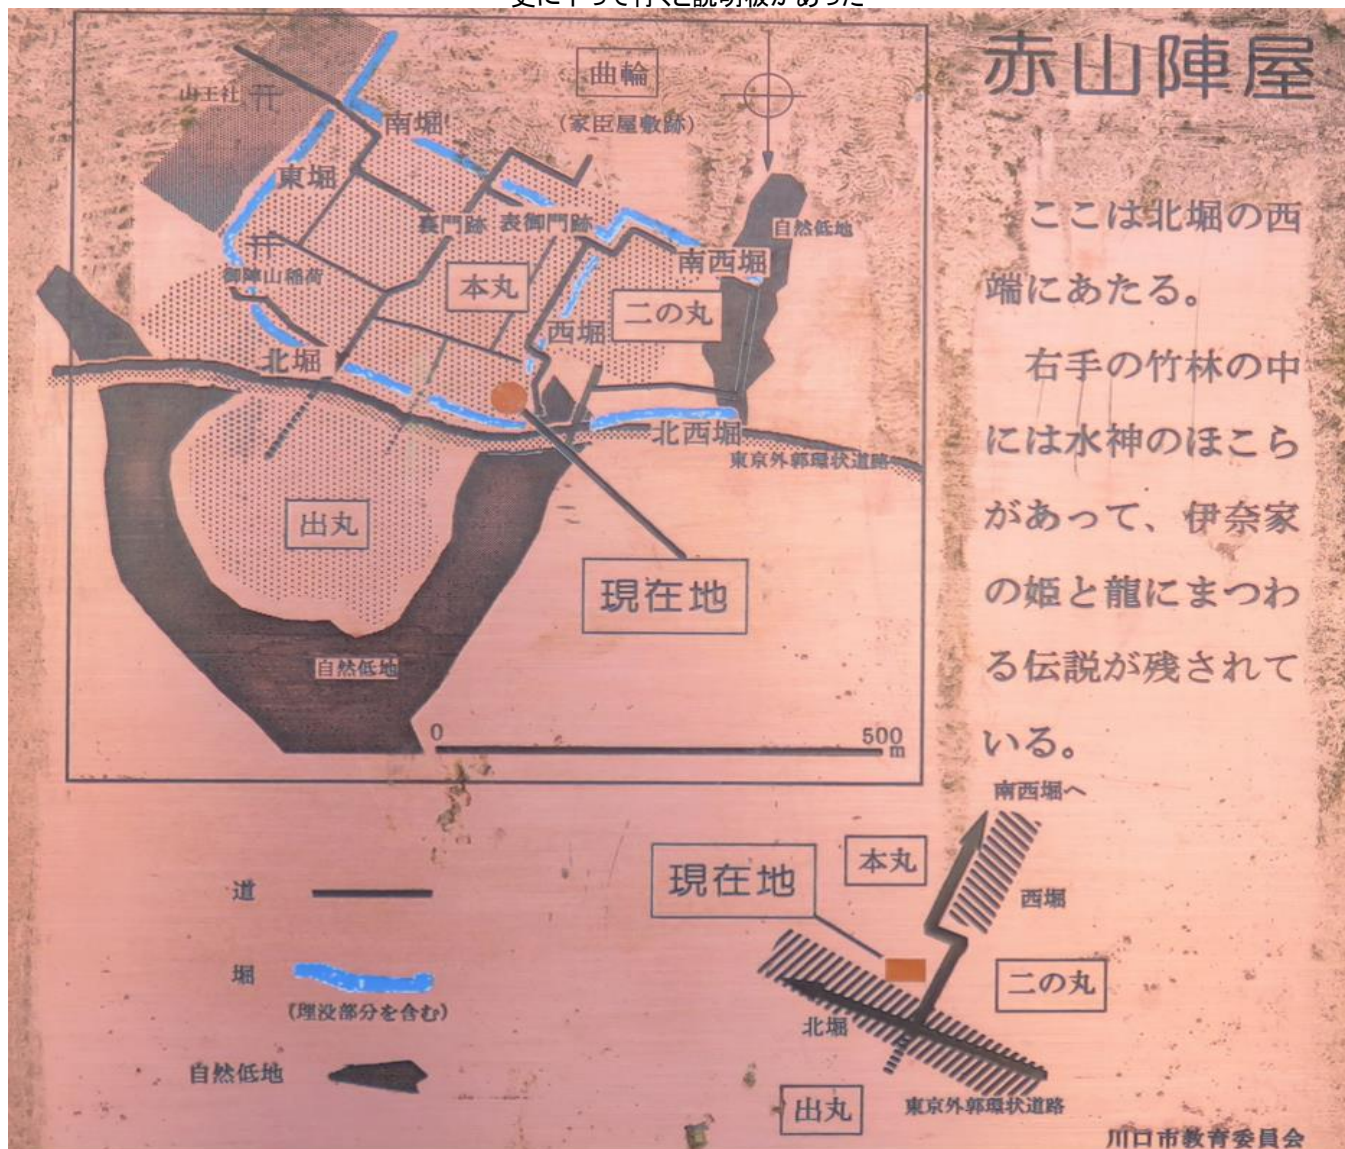 赤山陣屋
ここは北堀の西
端にあたる。
右手の竹林の中
には水神のほこら
があって、伊奈家
の姫と龍にまつわ
る伝説が残されて
いる。
曲輪
(家臣屋敷跡)
山王社
南堀
東堀
裏門跡
表御門跡
自然低地
南西堀
御陣山稲荷
本丸
二の丸
西堀
北堀
北西堀
東京外郭環状道路
出丸
現在地
自然低地
0
500
m
道
堀
(埋没部分を含む)
自然低地
南西堀へ
本丸
現在地
西堀
二の丸
北堀
出丸
東京外郭環状道路
川口市教育委員会